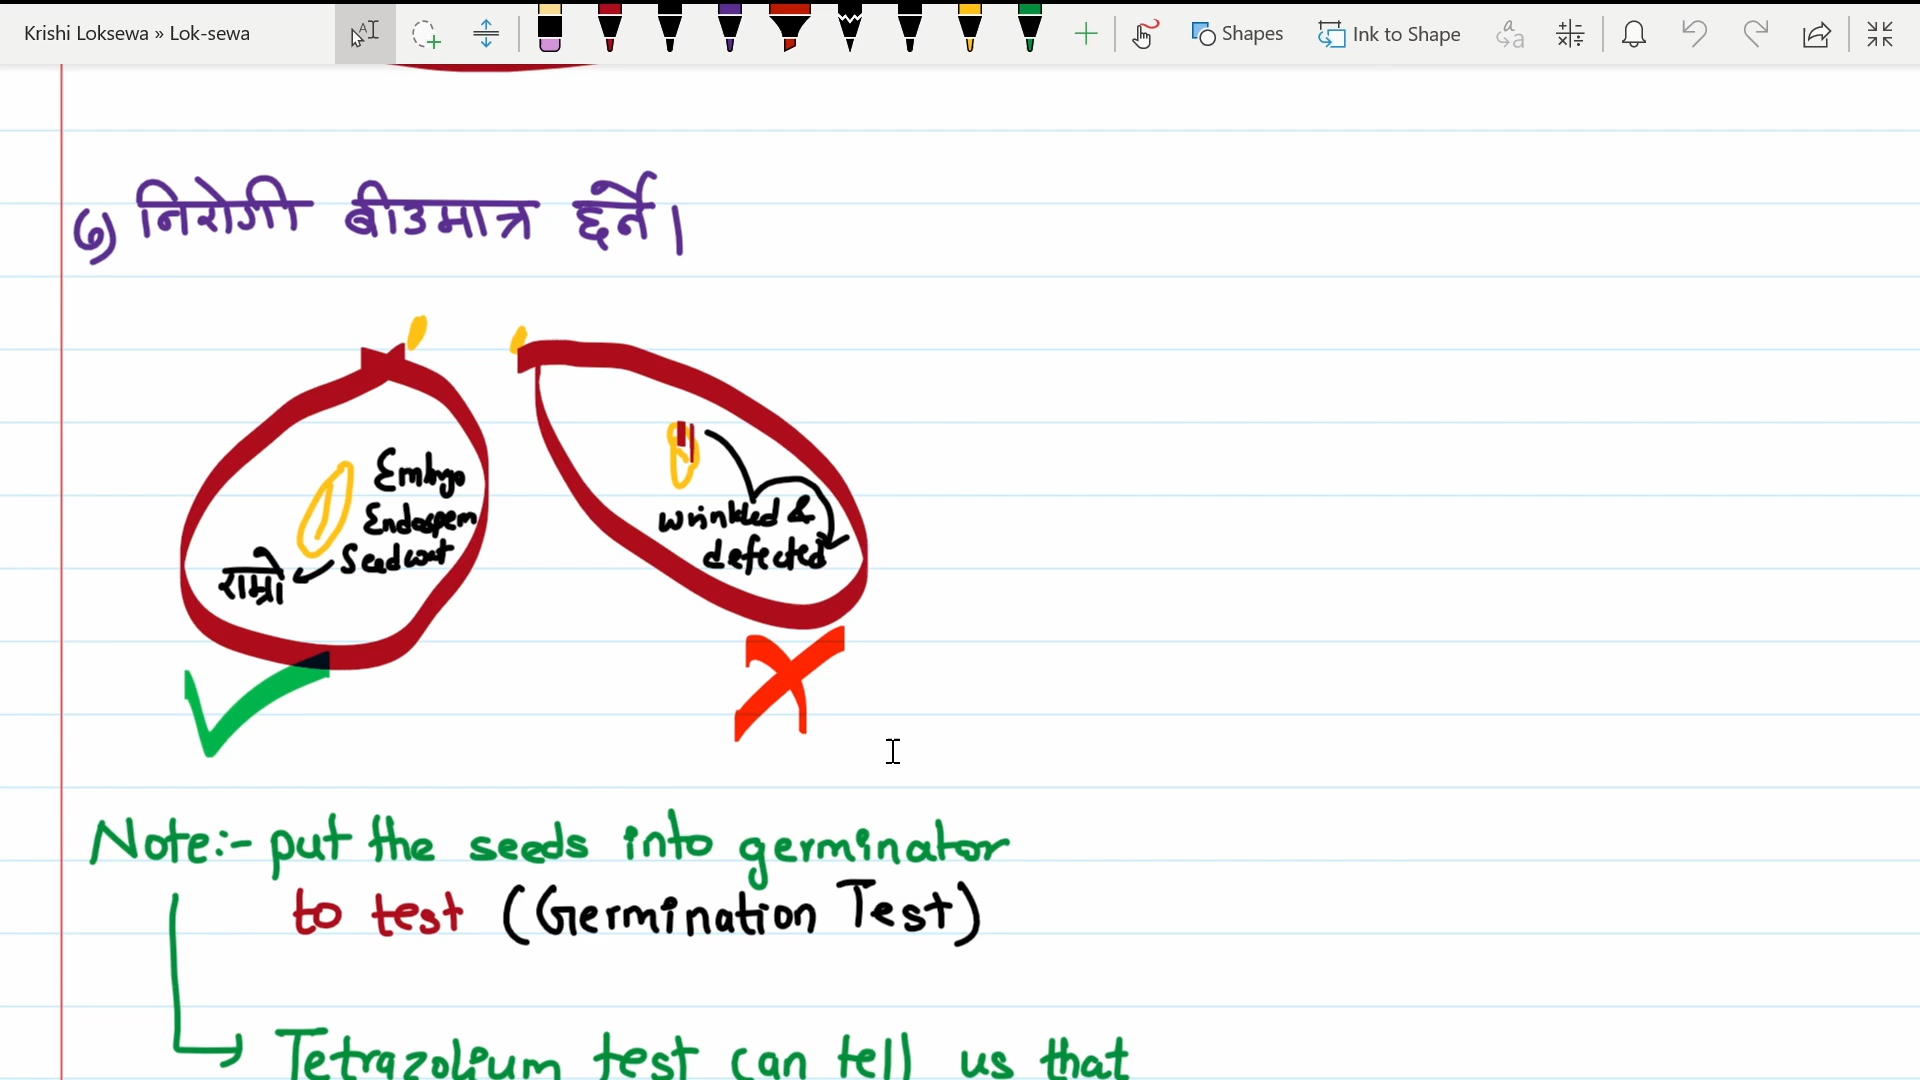 Krishi Loksewa » Lok-sewa
Shapes
Ink to Shape
७) निरोगी बीउमात्र छर्ने।
Embryo
Endosperm
Seedcoat
राम्रो
wrinkled &
defected
Note:- put the seeds into germinator
to test (Germination Test)
Tetrazolium test can tell us that